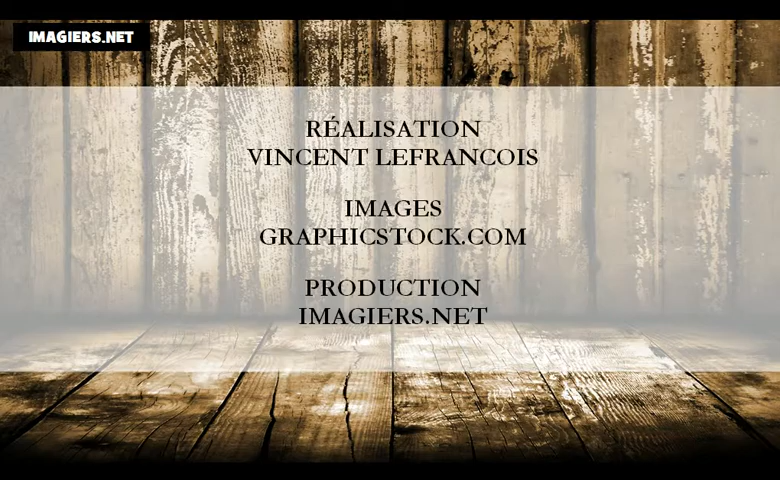 IMAGIERS.NET
RÉALISATION
VINCENT LEFRANCOIS
IMAGES
GRAPHICSTOCK.COM
PRODUCTION
IMAGIERS.NET